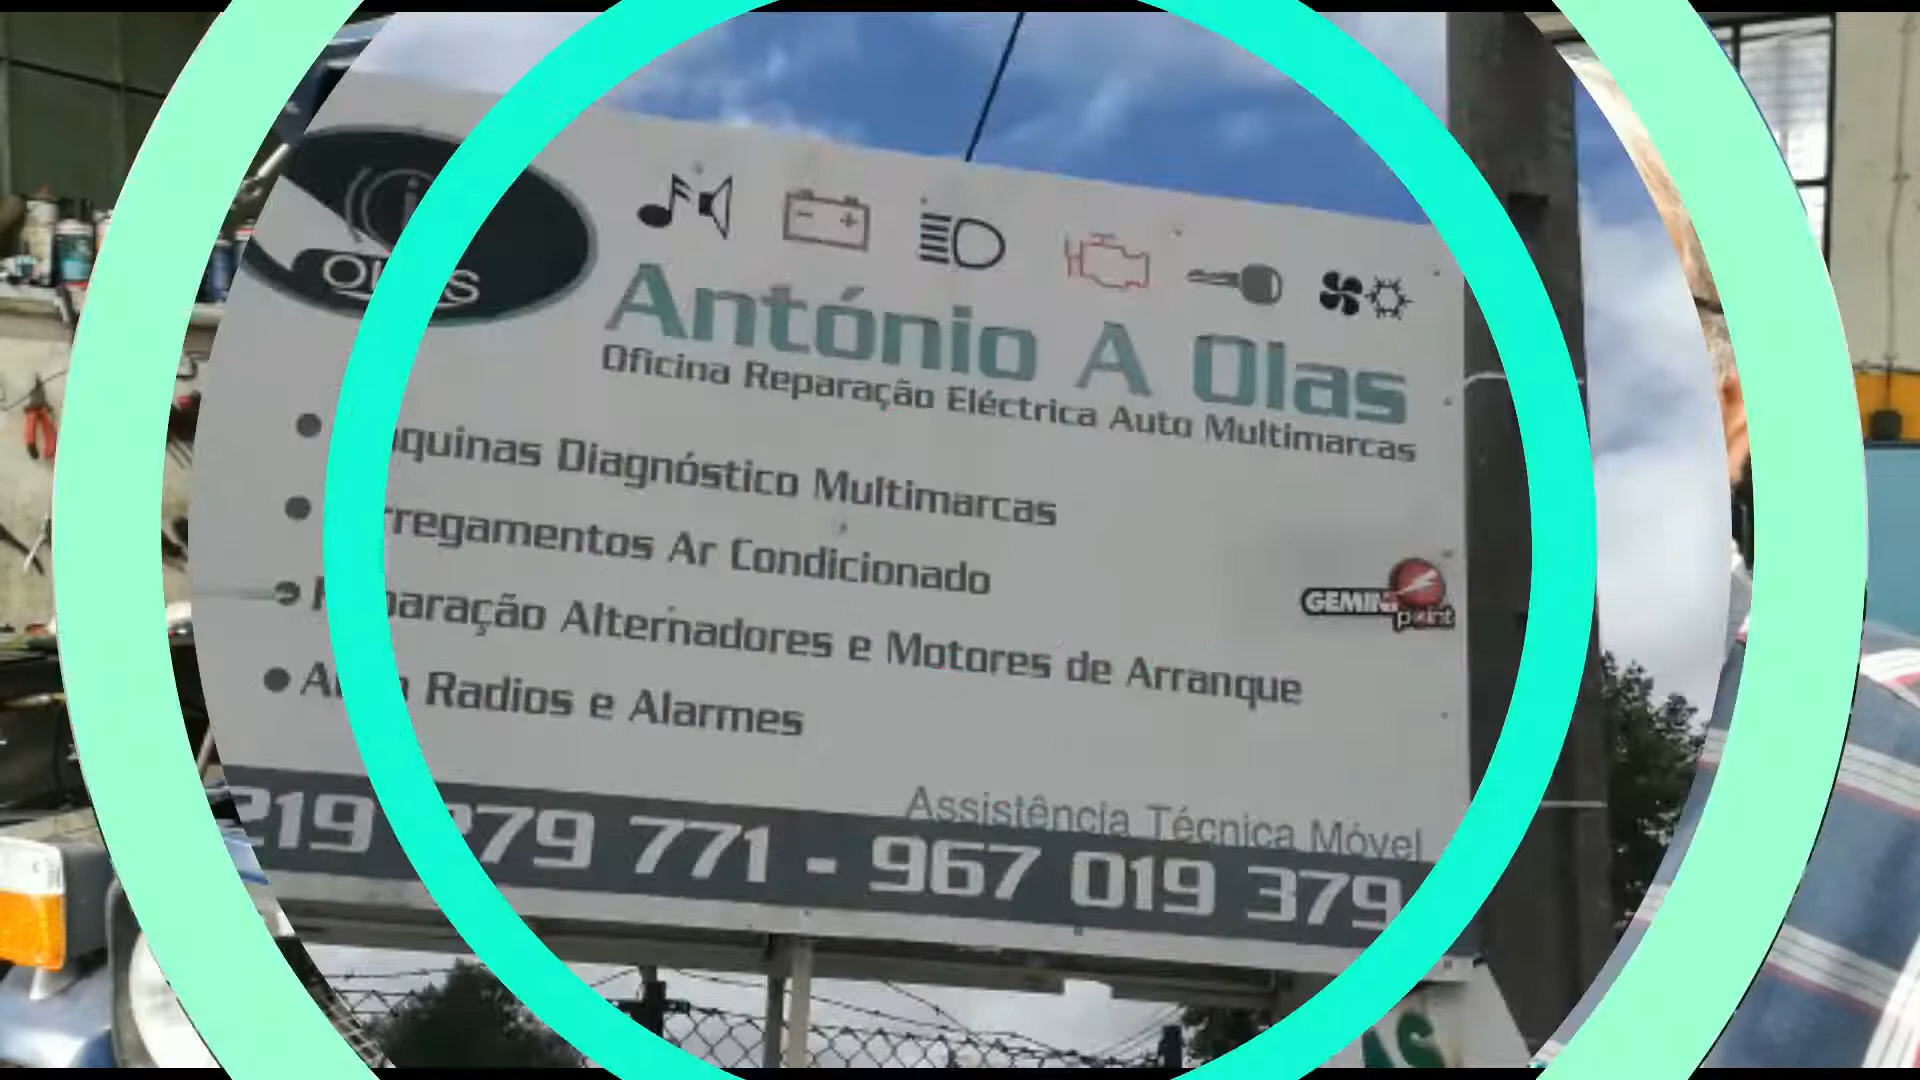 OLAS
António A Olas
Oficina Reparação Eléctrica Auto Multimarcas
quinas Diagnóstico Multimarcas
rregamentos Ar Condicionado
paração Alternadores e Motores de Arranque
Radios e Alarmes
GEMINI
point
Assistência Técnica Móvel
219 279 771 - 967 019 379
AS